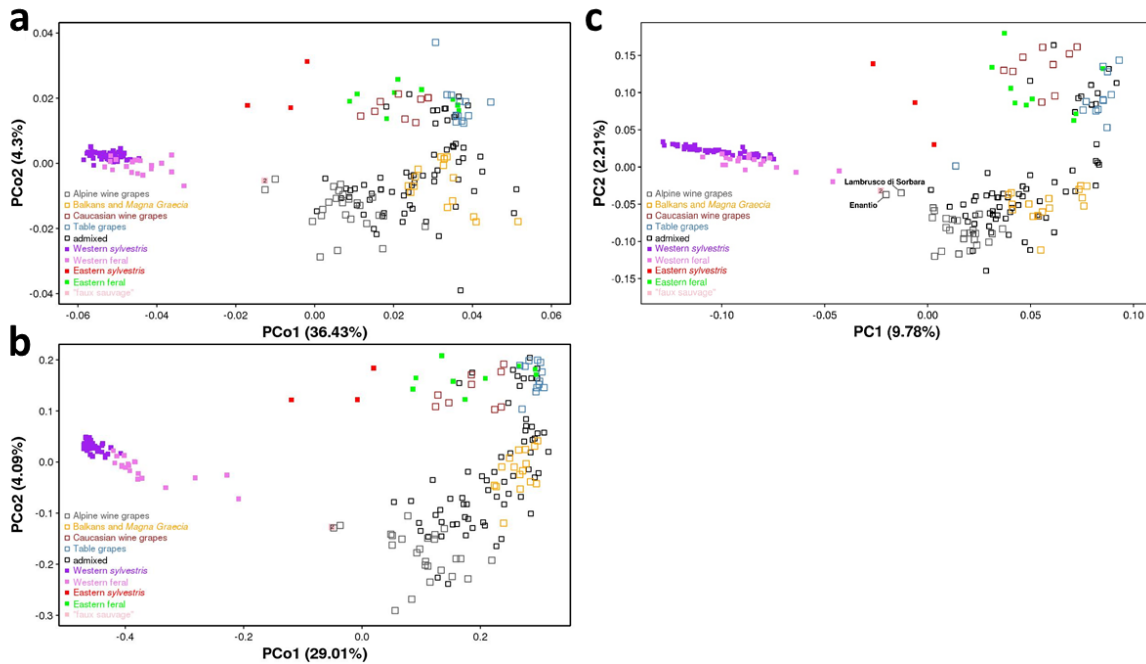 a
0.04
0.02
0.00
-0.02
-0.04
PCo2 (4.3%)
2
Alpine wine grapes
Balkans and Magna Graecia
Caucasian wine grapes
Table grapes
admixed
Western sylvestris
Western feral
Eastern sylvestris
Eastern feral
"faux sauvage"
-0.06 -0.04 -0.02 0.00 0.02 0.04 0.06
PCo1 (36.43%)
b
0.2
0.1
0.0
-0.1
-0.2
-0.3
PCo2 (4.09%)
Alpine wine grapes
Balkans and Magna Graecia
Caucasian wine grapes
Table grapes
admixed
Western sylvestris
Western feral
Eastern sylvestris
Eastern feral
"faux sauvage"
-0.4 -0.2 0.0 0.2
PCo1 (29.01%)
c
0.15
0.10
0.05
0.00
-0.05
-0.10
-0.15
PC2 (2.21%)
Lambrusco di Sorbara
Enantio
Alpine wine grapes
Balkans and Magna Graecia
Caucasian wine grapes
Table grapes
admixed
Western sylvestris
Western feral
Eastern sylvestris
Eastern feral
"faux sauvage"
-0.10 -0.05 0.00 0.05 0.10
PC1 (9.78%)